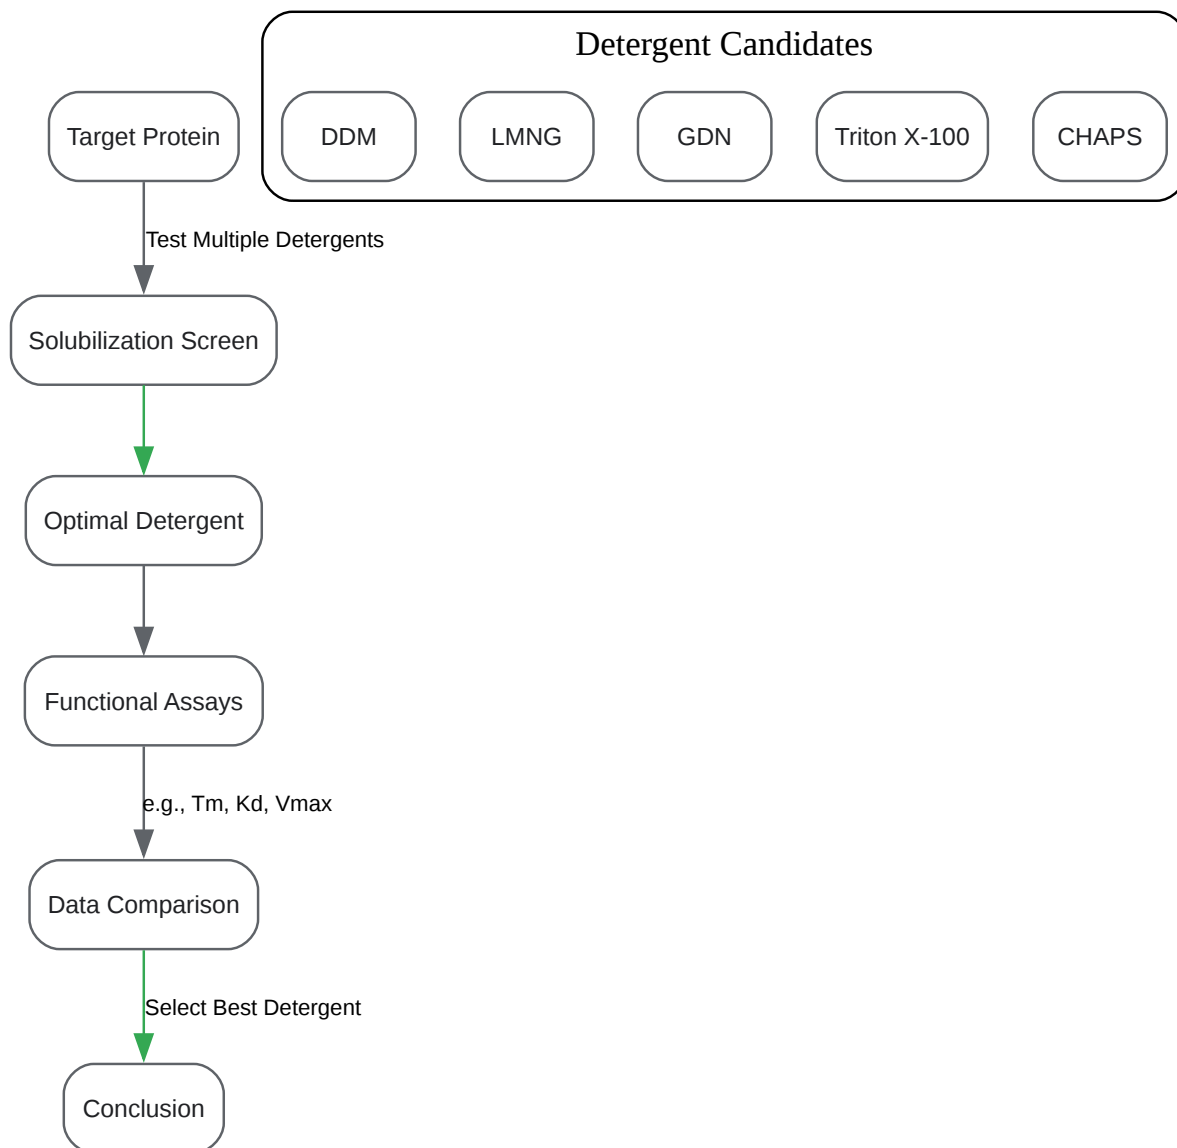 Detergent Candidates
Target Protein
DDM
LMNG
GDN
Triton X-100
CHAPS
Test Multiple Detergents
Solubilization Screen
Optimal Detergent
Functional Assays
e.g., Tm, Kd, Vmax
Data Comparison
Select Best Detergent
Conclusion